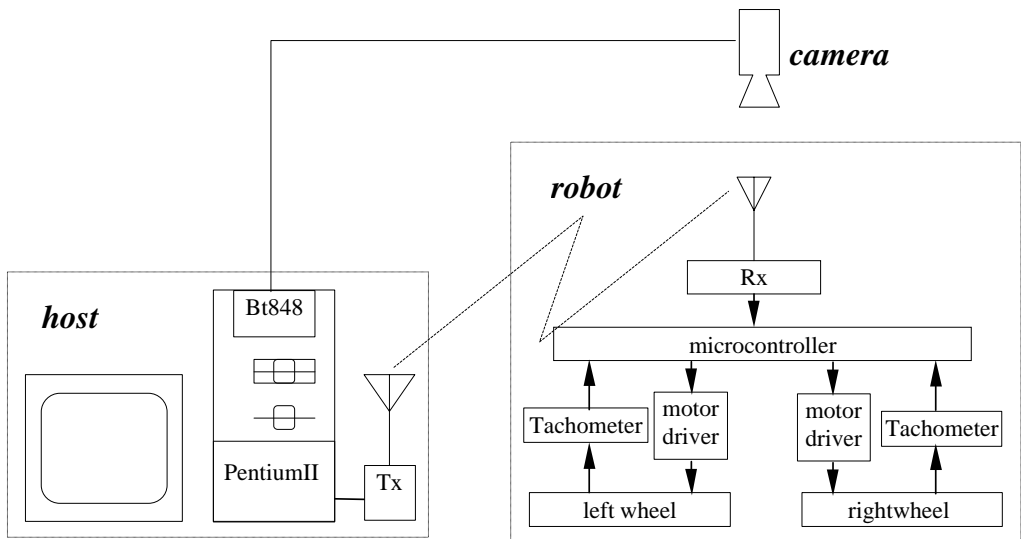 camera
robot
Rx
host
Bt848
microcontroller
Tachometer
motor
driver
motor
driver
Tachometer
PentiumII
Tx
left wheel
rightwheel